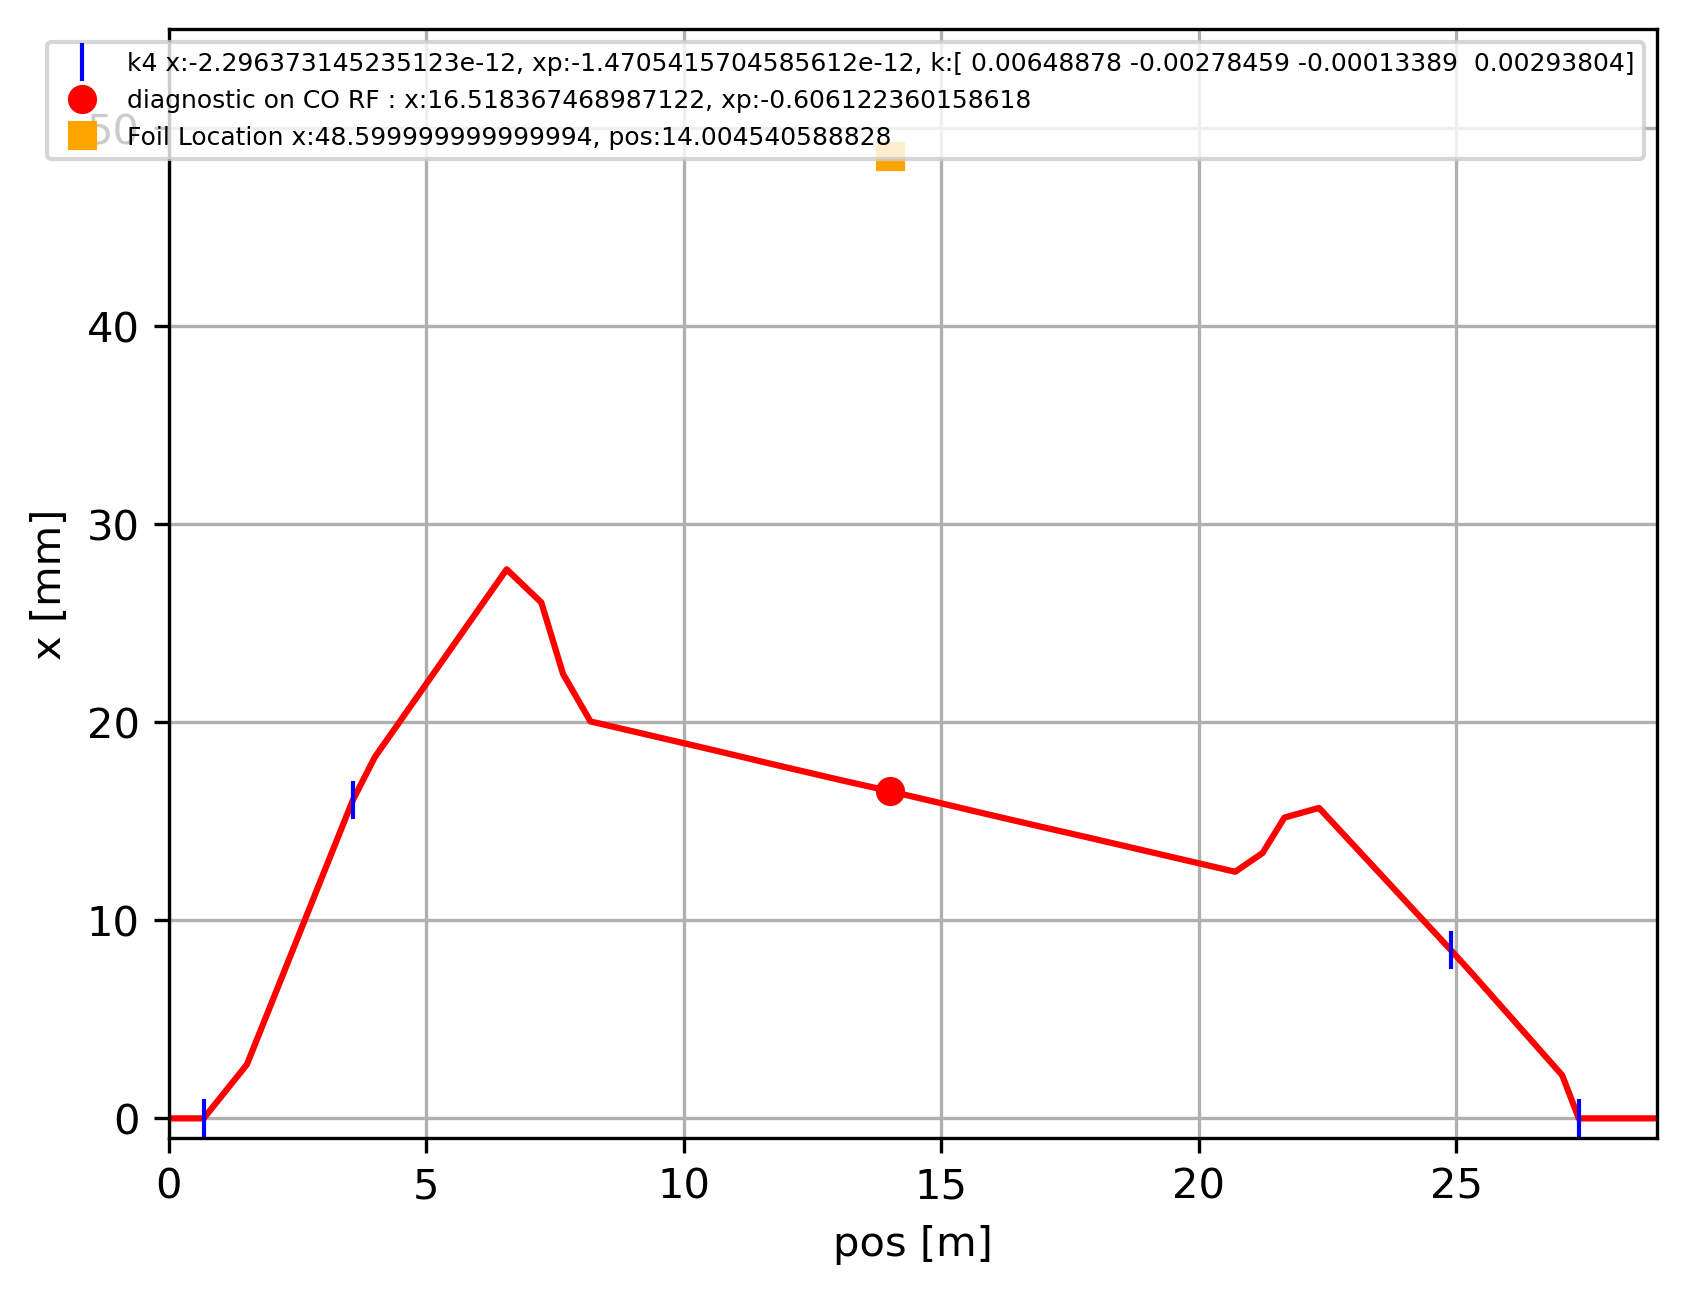 k4 x:-2.296373145235123e-12, xp:-1.4705415704585612e-12, k:[ 0.00648878 -0.00278459 -0.00013389  0.00293804]
diagnostic on CO RF : x:16.518367468987122, xp:-0.606122360158618
Foil Location x:48.599999999999994, pos:14.004540588828
50
40
30
20
10
0
x [mm]
0 5 10 15 20 25
pos [m]